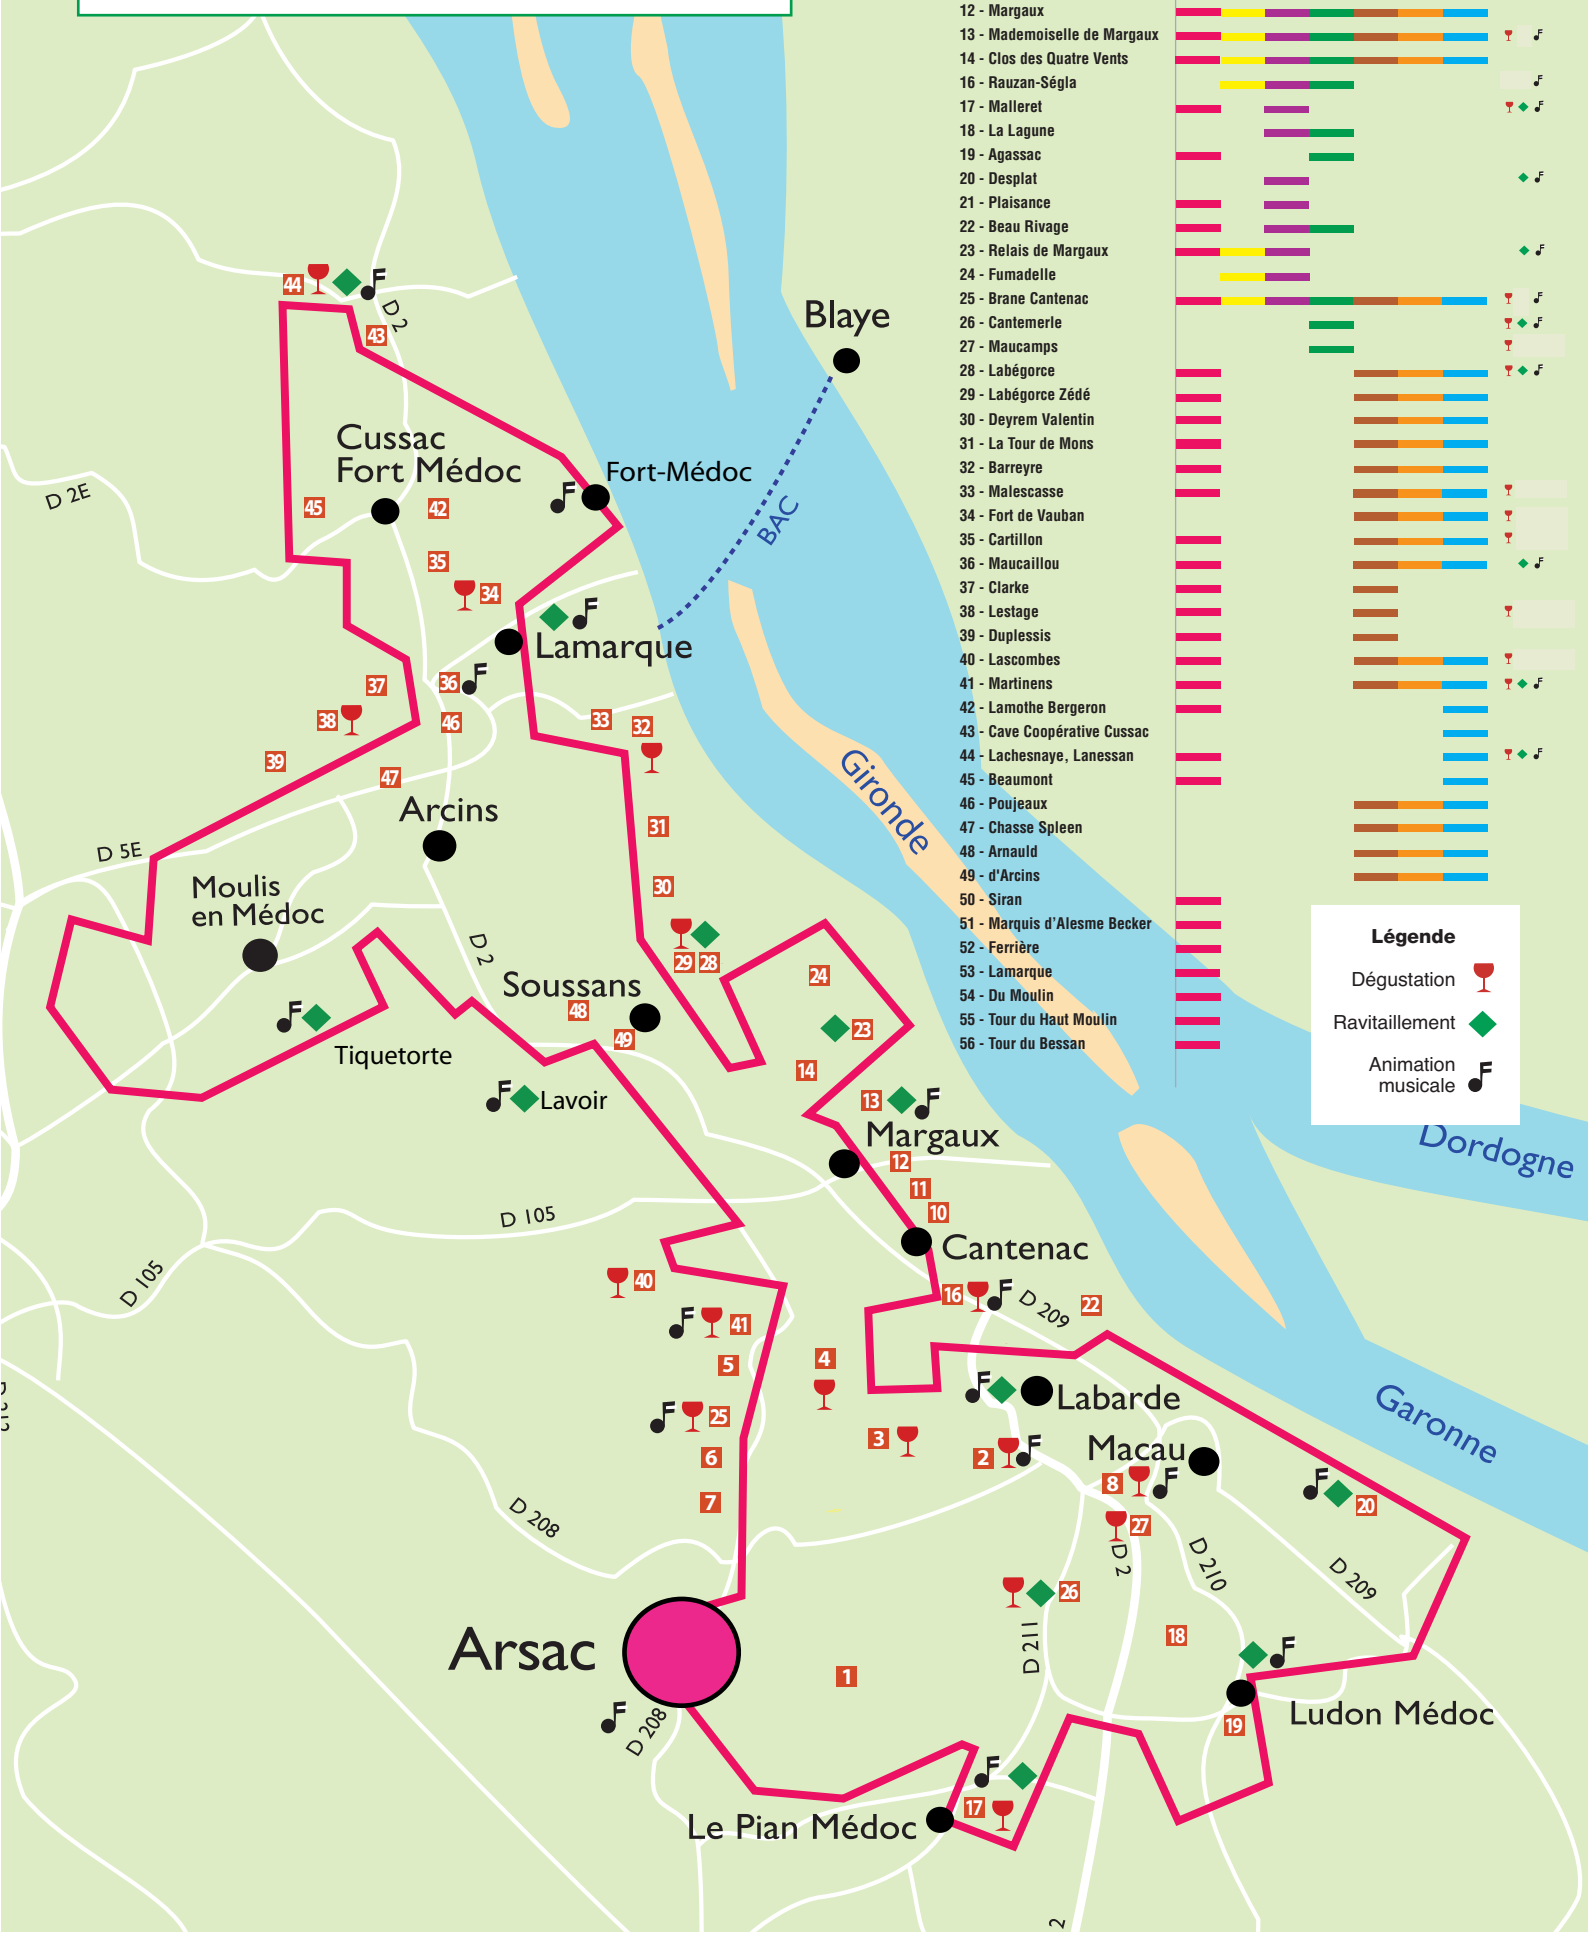 12 - Margaux
13 - Mademoiselle de Margaux
14 - Clos des Quatre Vents
16 - Rauzan-Ségla
17 - Malleret
18 - La Lagune
19 - Agassac
20 - Desplat
21 - Plaisance
22 - Beau Rivage
23 - Relais de Margaux
24 - Fumadelle
25 - Brane Cantenac
26 - Cantemerle
27 - Maucamps
28 - Labégorce
29 - Labégorce Zédé
30 - Deyrem Valentin
31 - La Tour de Mons
32 - Barreyre
33 - Malescasse
34 - Fort de Vauban
35 - Cartillon
36 - Maucaillou
37 - Clarke
38 - Lestage
39 - Duplessis
40 - Lascombes
41 - Martinens
42 - Lamothe Bergeron
43 - Cave Coopérative Cussac
44 - Lachesnaye, Lanessan
45 - Beaumont
46 - Poujeaux
47 - Chasse Spleen
48 - Arnauld
49 - d'Arcins
50 - Siran
51 - Marquis d'Alesme Becker
52 - Ferrière
53 - Lamarque
54 - Du Moulin
55 - Tour du Haut Moulin
56 - Tour du Bessan
Légende
Dégustation
Ravitaillement
Animation
musicale
44
D 2
43
Blaye
Cussac
Fort Médoc
Fort-Médoc
D 2E
45
42
BAC
35
34
Lamarque
37
36
38
46
33
32
39
47
Gironde
Arcins
31
D 5E
Moulis
en Médoc
30
D 2
29
28
24
Soussans
48
49
23
Tiquetorte
14
Lavoir
13
Margaux
Dordogne
12
11
10
D 105
Cantenac
D 105
40
16
D 209
22
41
5
4
Labarde
25
3
Garonne
6
2
Macau
7
8
20
D 208
27
D 2
D 210
D 209
26
D 211
18
Arsac
1
D 208
19
Ludon Médoc
17
Le Pian Médoc
2